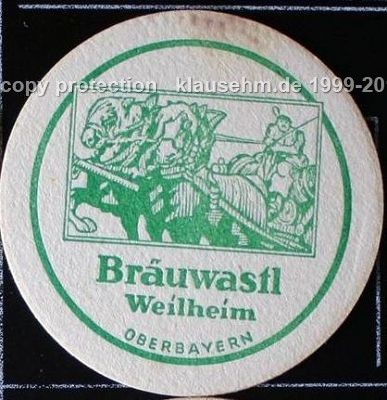 copy protection klausehm.de 1999-20
Bräuwastl
Weilheim
OBERBAYERN